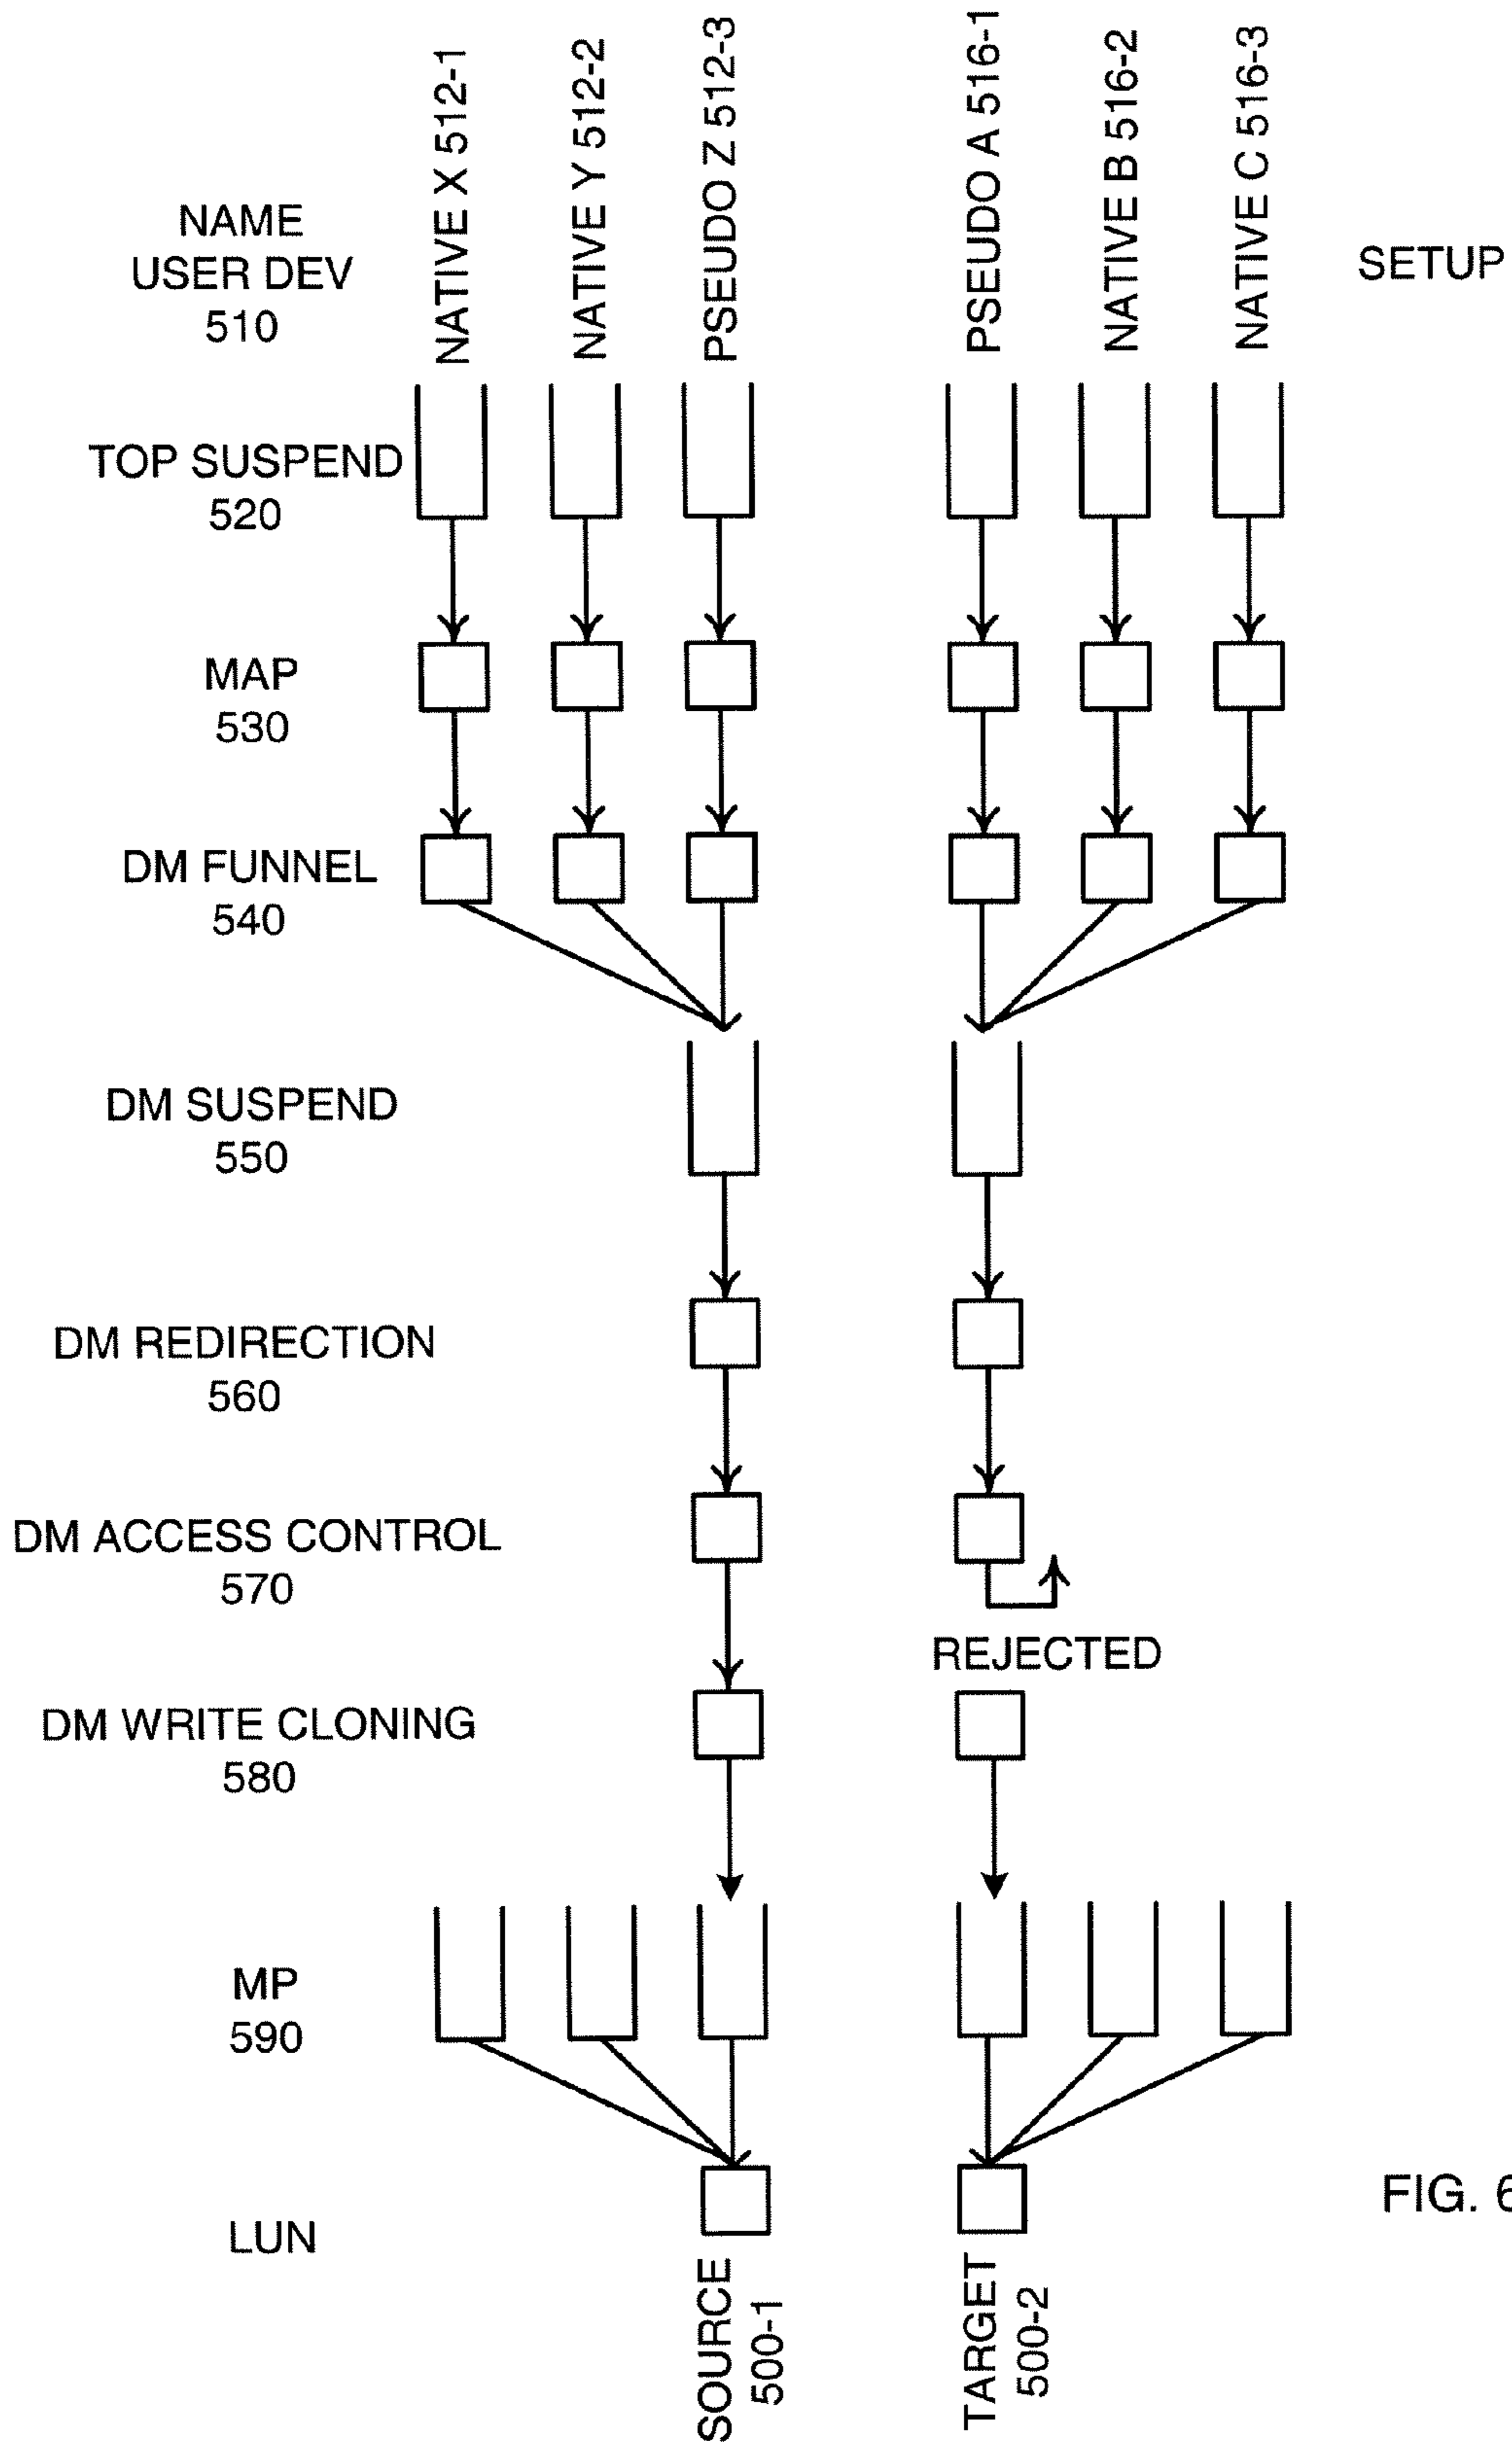 NAME
USER DEV
510
NATIVE X 512-1
NATIVE Y 512-2
PSEUDO Z 512-3
PSEUDO A 516-1
NATIVE B 516-2
NATIVE C 516-3
SETUP
TOP SUSPEND
520
MAP
530
DM FUNNEL
540
DM SUSPEND
550
DM REDIRECTION
560
DM ACCESS CONTROL
570
REJECTED
DM WRITE CLONING
580
MP
590
LUN
SOURCE
500-1
TARGET
500-2
FIG. 6